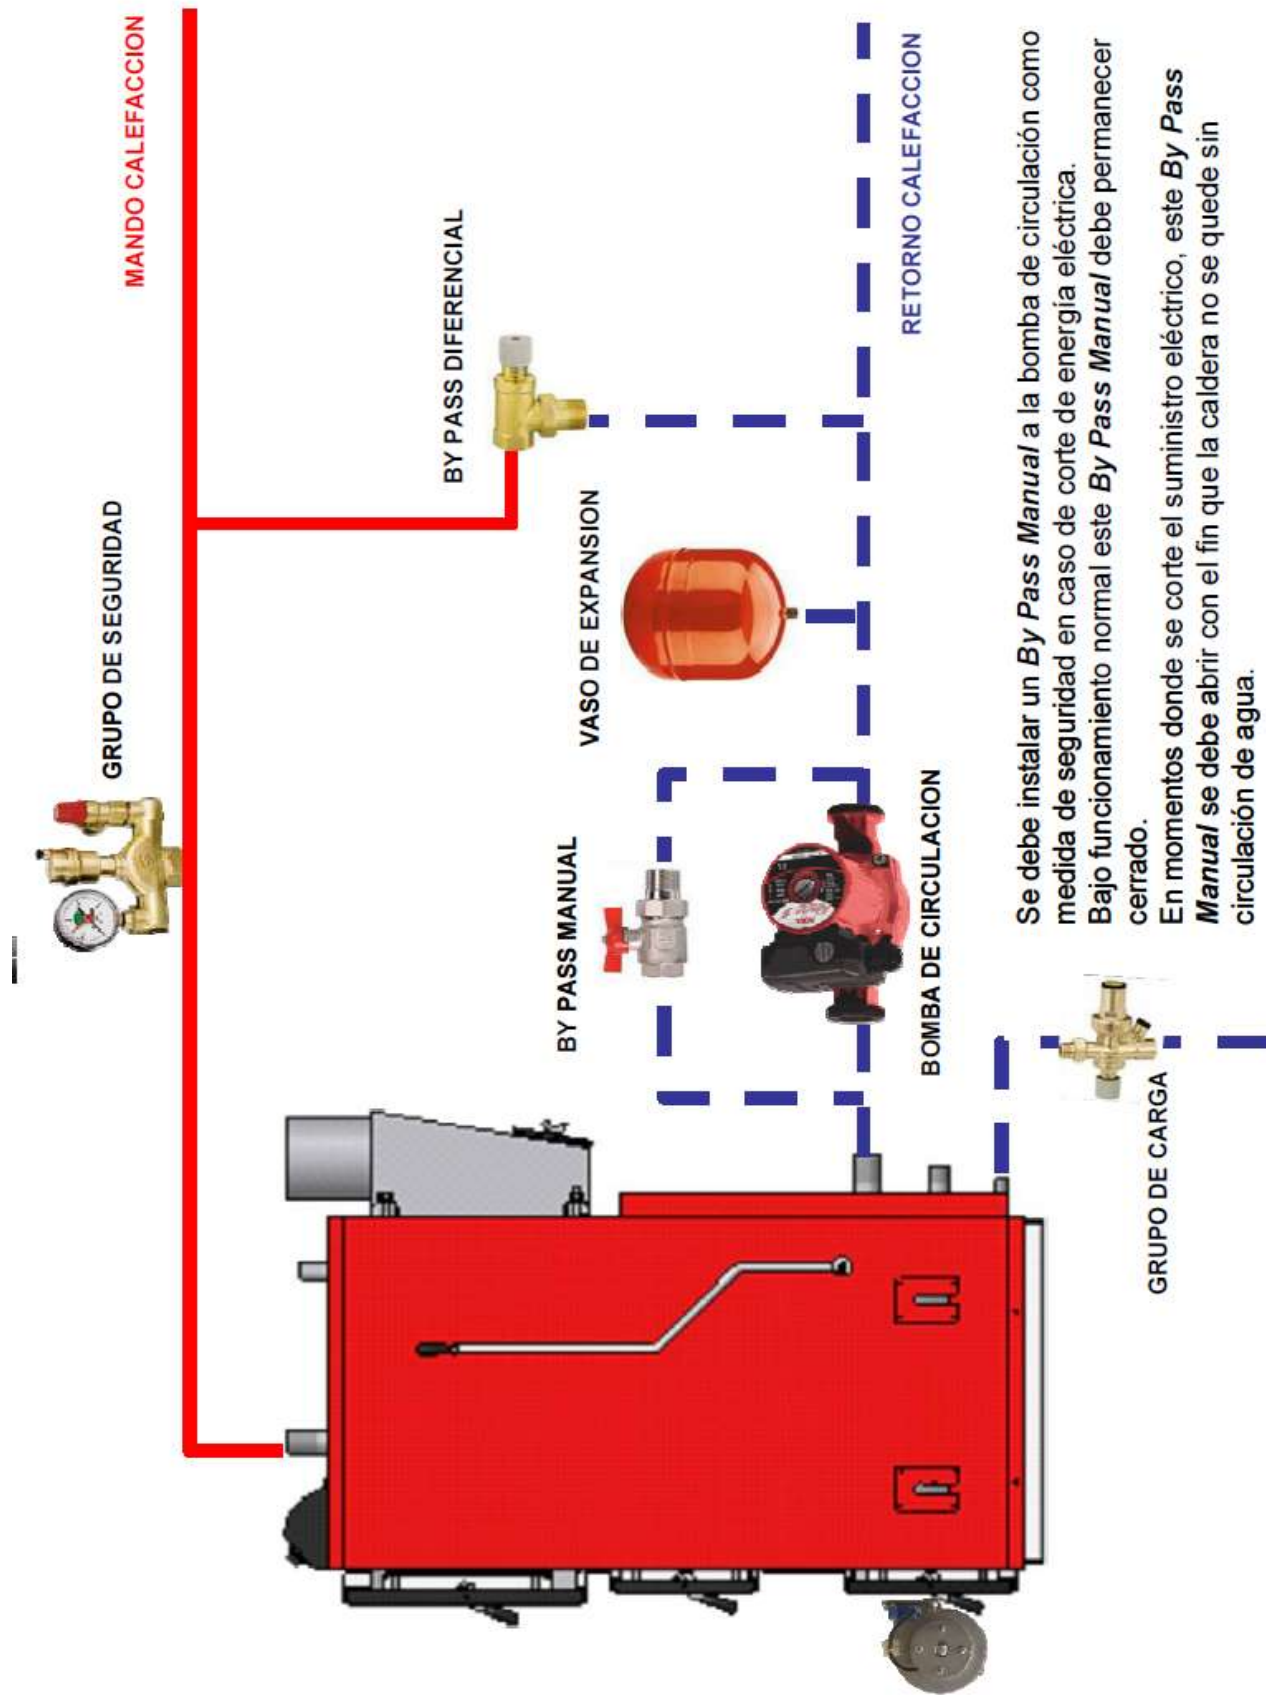 MANDO CALEFACCION
GRUPO DE SEGURIDAD
BY PASS DIFERENCIAL
VASO DE EXPANSION
BY PASS MANUAL
BOMBA DE CIRCULACION
RETORNO CALEFACCION
GRUPO DE CARGA
Se debe instalar un By Pass Manual a la bomba de circulación como
medida de seguridad en caso de corte de energía eléctrica.
Bajo funcionamiento normal este By Pass Manual debe permanecer
cerrado.
En momentos donde se corte el suministro eléctrico, este By Pass
Manual se debe abrir con el fin que la caldera no se quede sin
circulación de agua.